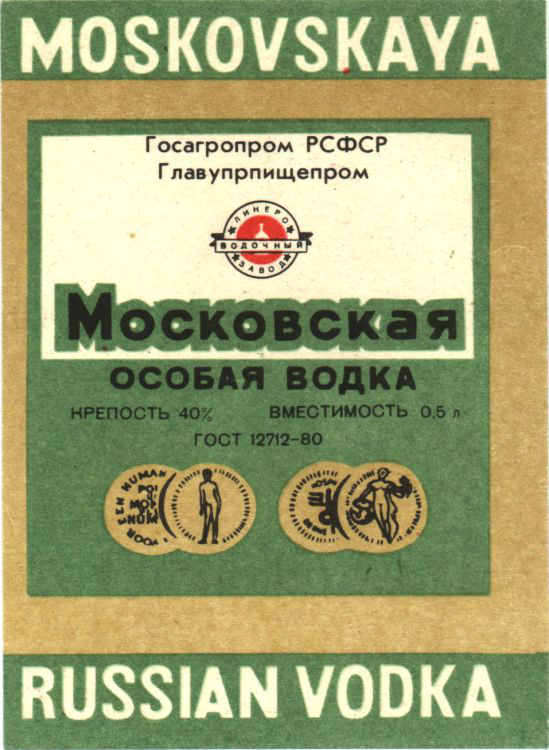 MOSKOVSKAYA
Госагропром РСФСР
Главупрпищепром
ЛИНЕРО
ВОДОЧНЫЙ
ЗАВОД
Московская
ОСОБАЯ ВОДКА
КРЕПОСТЬ 40% ВМЕСТИМОСТЬ 0,5 л
ГОСТ 12712-80
RUSSIAN VODKA